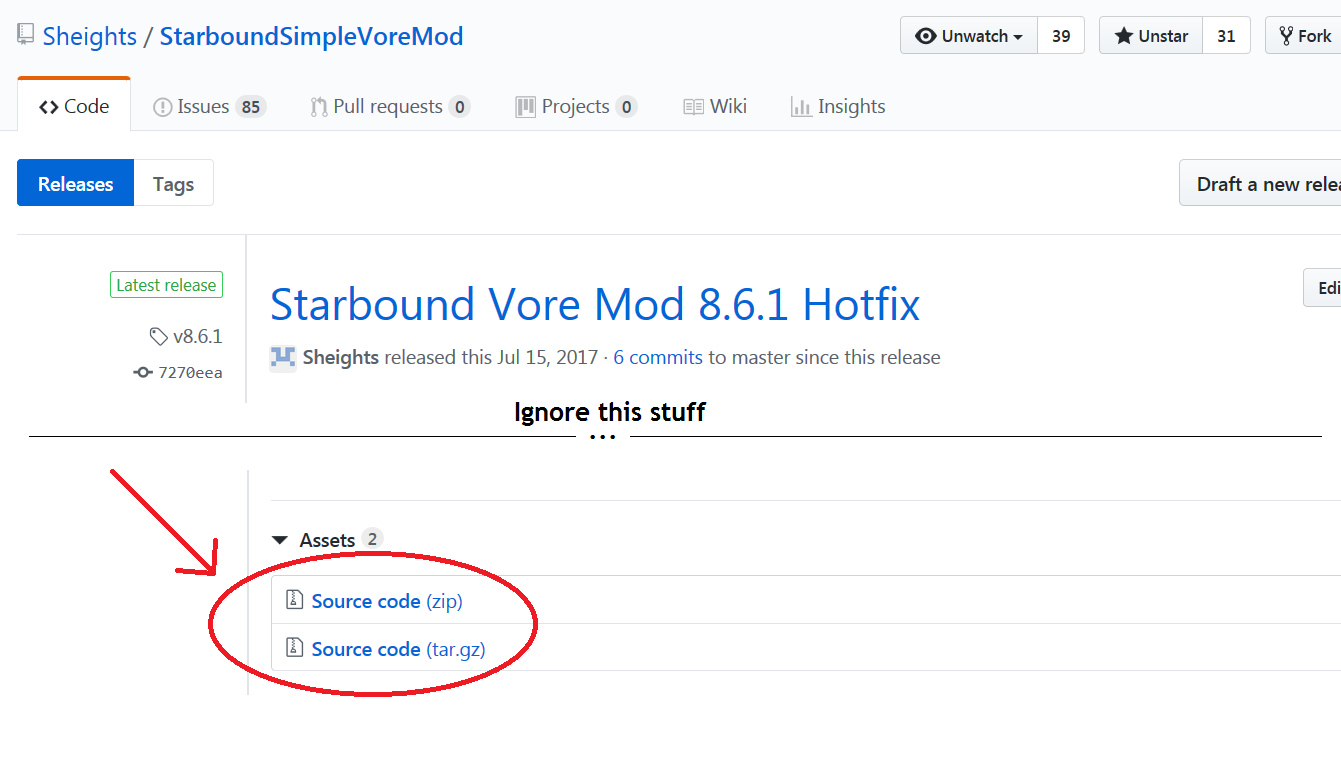 Sheights / StarboundSimpleVoreMod
Unwatch 39 Unstar 31 Fork
Code Issues 85 Pull requests 0 Projects 0 Wiki Insights
Releases Tags Draft a new relea
Latest release
v8.6.1
7270eea
Starbound Vore Mod 8.6.1 Hotfix
Edi
Sheights released this Jul 15, 2017 · 6 commits to master since this release
Ignore this stuff
...
Assets 2
Source code (zip)
Source code (tar.gz)